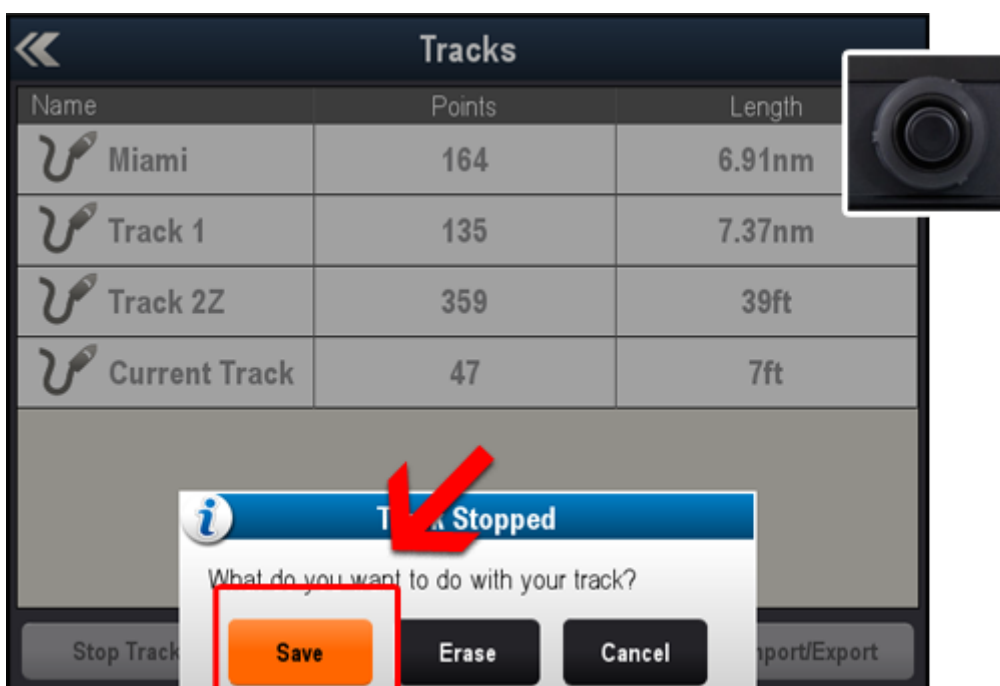 Tracks
Name Points Length
Miami 164 6.91nm
Track 1 135 7.37nm
Track 2Z 359 39ft
Current Track 47 7ft
Stopped
What do you want to do with your track?
Stop Track Save Erase Cancel port/Export